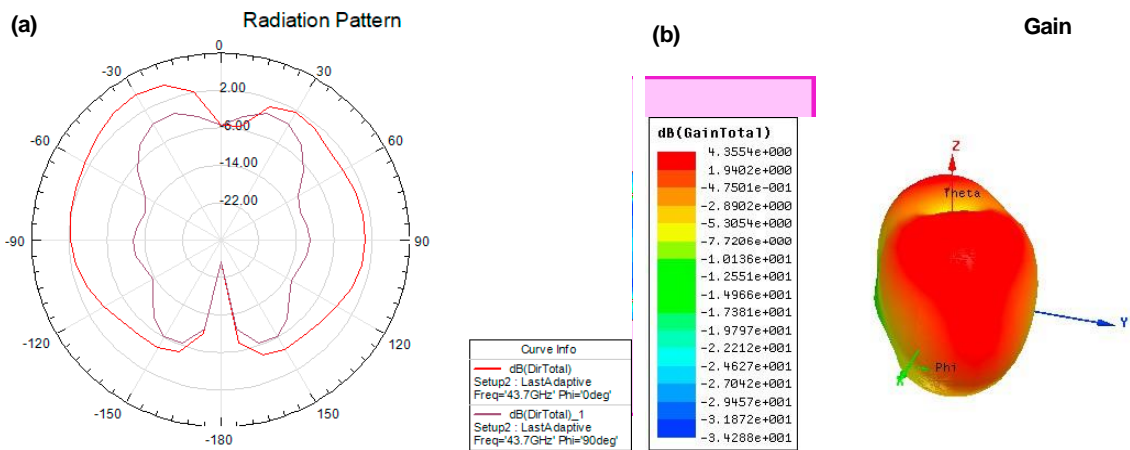 (a)
Radiation Pattern
0
-30
30
2.00
-6.00
-60
60
-14.00
-22.00
-90
90
-120
120
-150
150
-180
Curve Info
dB(DirTotal)
Setup2 : LastAdaptive
Freq='43.7GHz' Phi='0deg'
dB(DirTotal)_1
Setup2 : LastAdaptive
Freq='43.7GHz' Phi='90deg'
(b)
Gain
dB(GainTotal)
4.3554e+000
1.9402e+000
-4.7501e-001
-2.8902e+000
-5.3054e+000
-7.7206e+000
-1.0136e+001
-1.2551e+001
-1.4966e+001
-1.7381e+001
-1.9797e+001
-2.2212e+001
-2.4627e+001
-2.7042e+001
-2.9457e+001
-3.1872e+001
-3.4288e+001
Z
Theta
Y
Phi
X